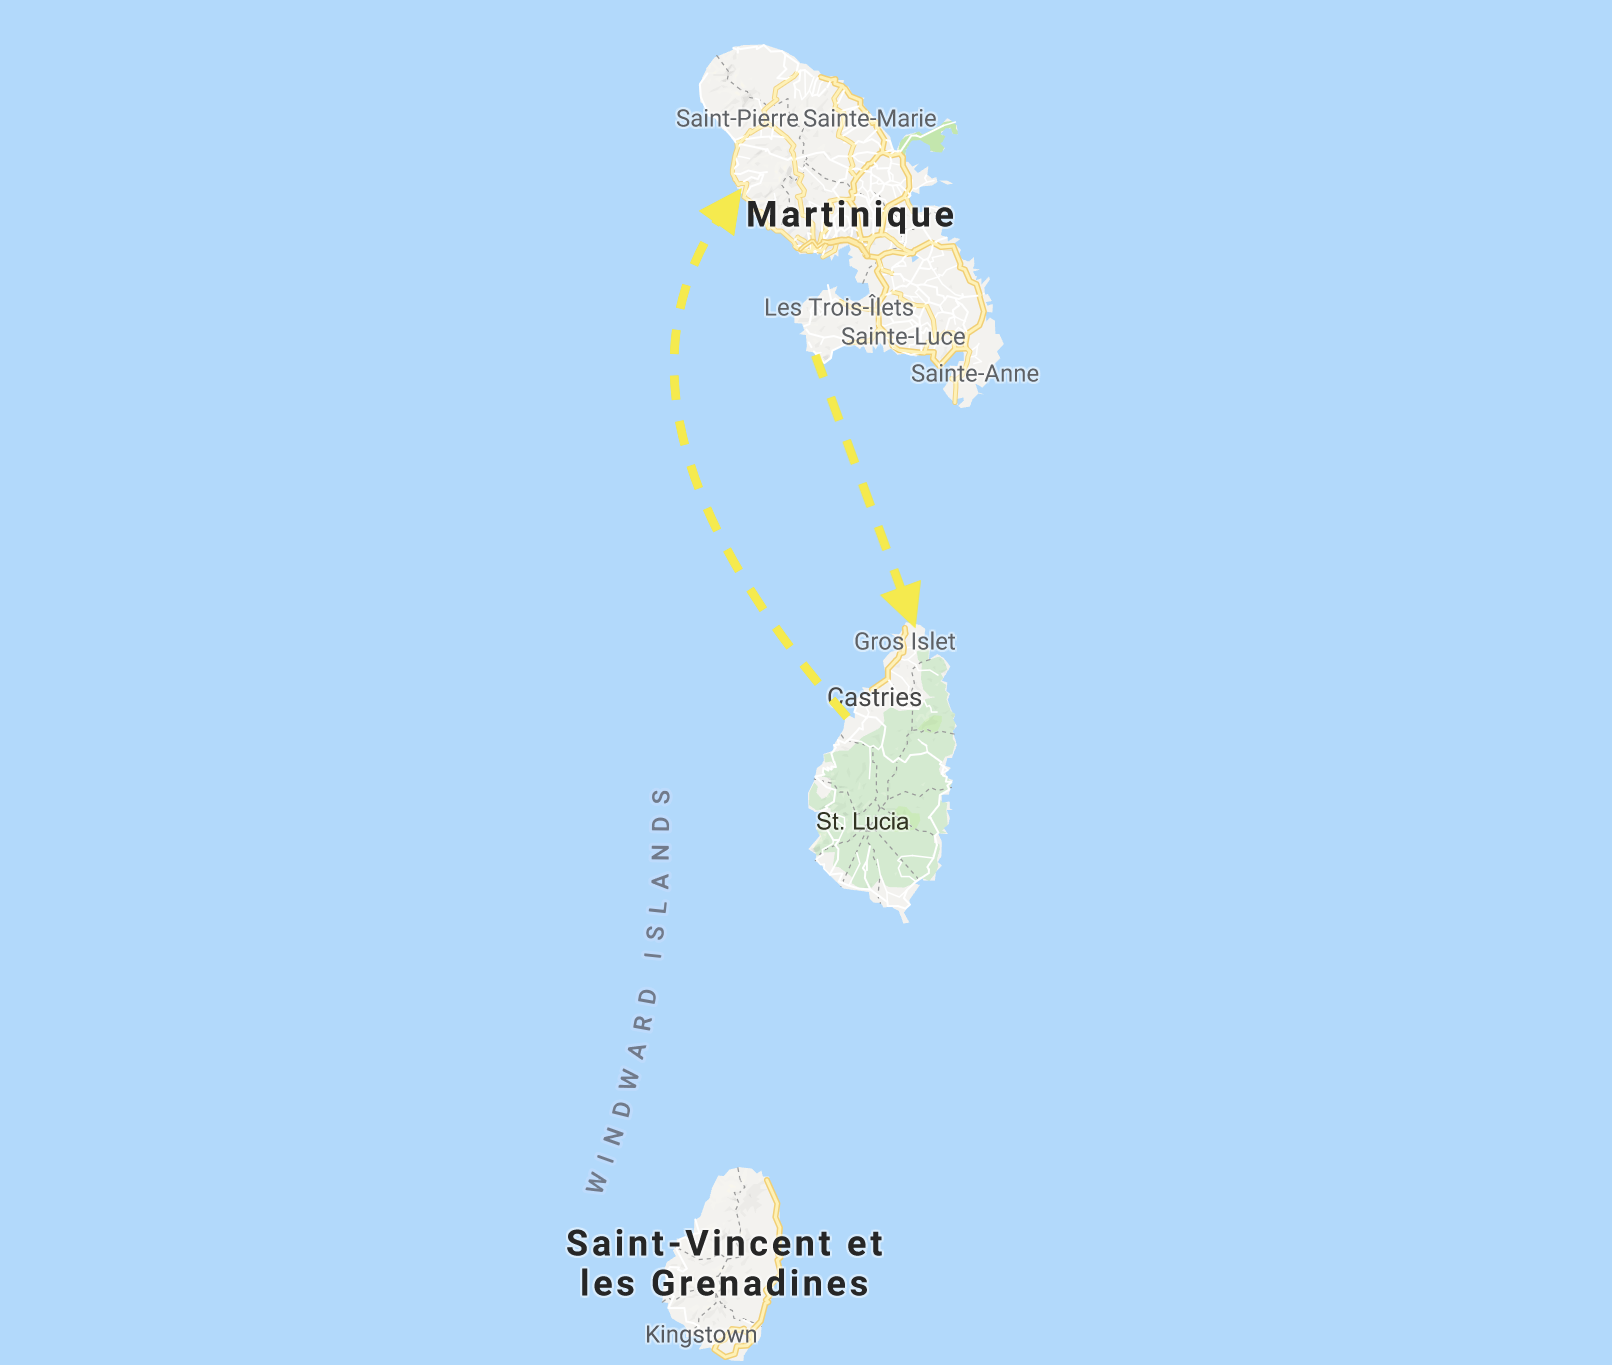 Saint-Pierre
Sainte-Marie
Martinique
Les Trois-Îlets
Sainte-Luce
Sainte-Anne
Gros Islet
Castries
St. Lucia
WINDWARD ISLANDS
Saint-Vincent et
les Grenadines
Kingstown